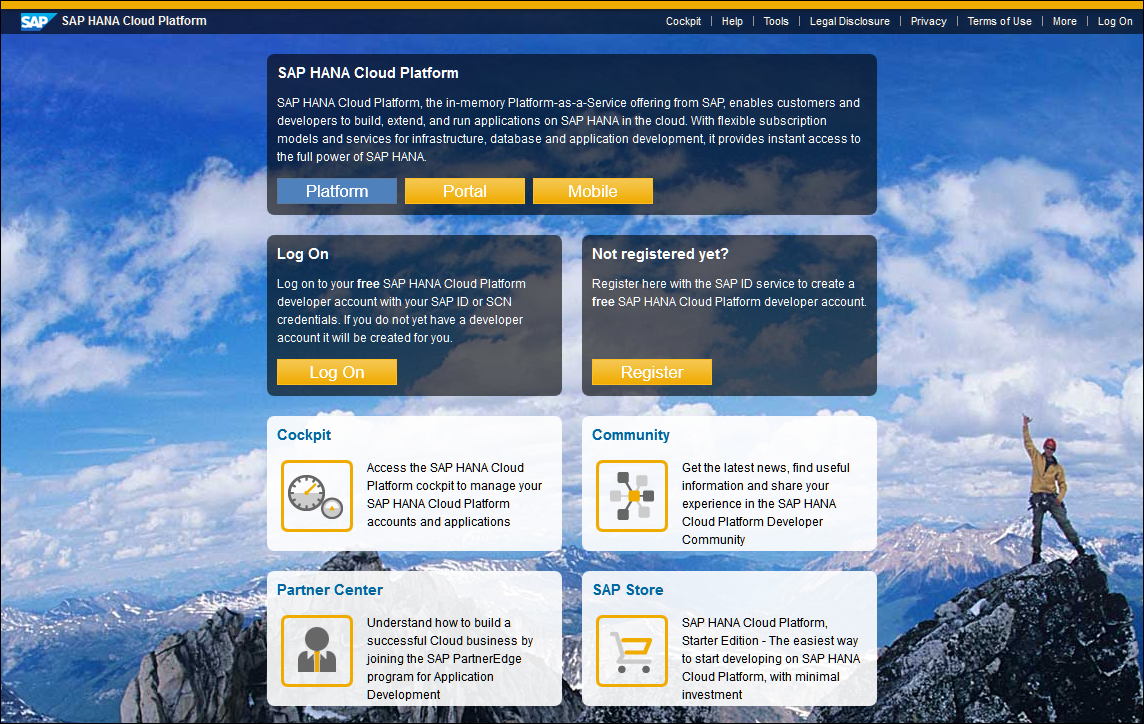 SAP SAP HANA Cloud Platform
Cockpit | Help | Tools | Legal Disclosure | Privacy | Terms of Use | More | Log On
SAP HANA Cloud Platform
SAP HANA Cloud Platform, the in-memory Platform-as-a-Service offering from SAP, enables customers and
developers to build, extend, and run applications on SAP HANA in the cloud. With flexible subscription
models and services for infrastructure, database and application development, it provides instant access to
the full power of SAP HANA.
Platform
Portal
Mobile
Log On
Log on to your free SAP HANA Cloud Platform
developer account with your SAP ID or SCN
credentials. If you do not yet have a developer
account it will be created for you.
Log On
Not registered yet?
Register here with the SAP ID service to create a
free SAP HANA Cloud Platform developer account.
Register
Cockpit
Access the SAP HANA Cloud
Platform cockpit to manage your
SAP HANA Cloud Platform
accounts and applications
Community
Get the latest news, find useful
information and share your
experience in the SAP HANA
Cloud Platform Developer
Community
Partner Center
Understand how to build a
successful Cloud business by
joining the SAP PartnerEdge
program for Application
Development
SAP Store
SAP HANA Cloud Platform,
Starter Edition - The easiest way
to start developing on SAP HANA
Cloud Platform, with minimal
investment